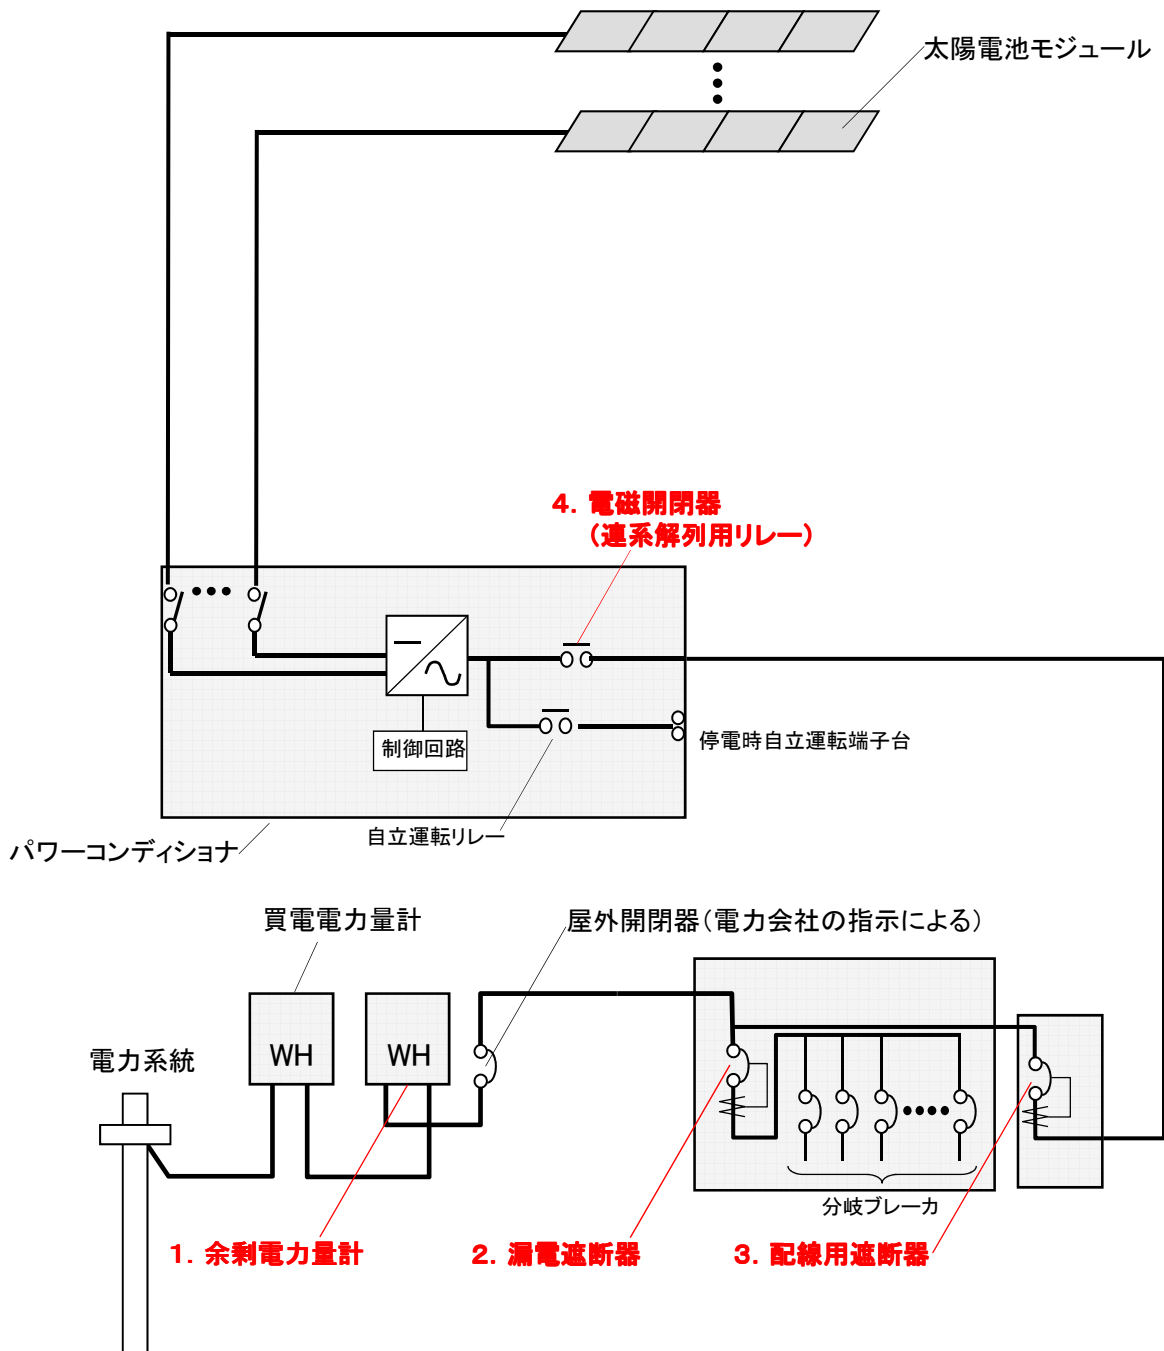 太陽電池モジュール
4. 電磁開閉器
（連系解列用リレー）
制御回路
停電時自立運転端子台
自立運転リレー
パワーコンディショナ
買電電力量計
屋外開閉器（電力会社の指示による）
電力系統
WH
WH
分岐ブレーカ
1. 余剰電力量計
2. 漏電遮断器
3. 配線用遮断器